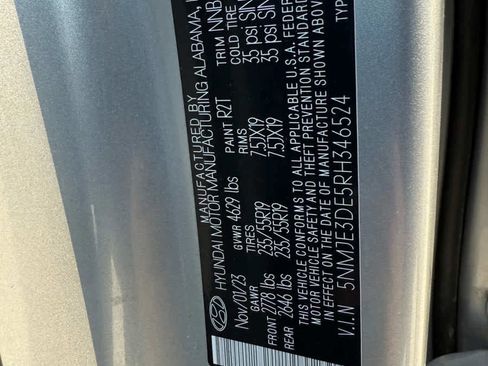 MANUFACTURED BY
HYUNDAI MOTOR MANUFACTURING ALABAMA,
Nov/01/23 PAINT R2T TRIM NNB
GVWR 4629 lbs
GAWR TIRES RIMS COLD TIRE
FRONT 2778 lbs 235/55R19 7.5JX19 35 psi SIN
REAR 2646 lbs 235/55R19 7.5JX19 35 psi SIN
THIS VEHICLE CONFORMS TO ALL APPLICABLE U.S.A. FEDER
MOTOR VEHICLE SAFETY AND THEFT PREVENTION STANDARD
IN EFFECT ON THE DATE OF MANUFACTURE SHOWN ABOVE.
V.I.N 5NMJE3DE5RH346524 TYP